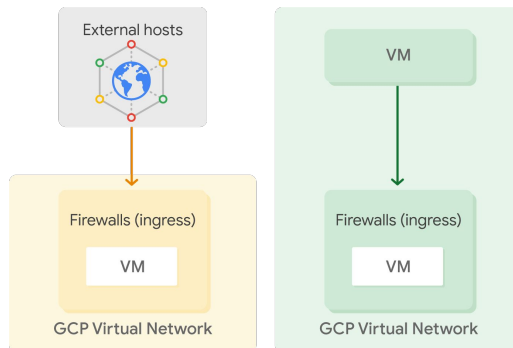 External hosts
Firewalls (ingress)
VM
GCP Virtual Network
VM
Firewalls (ingress)
VM
GCP Virtual Network